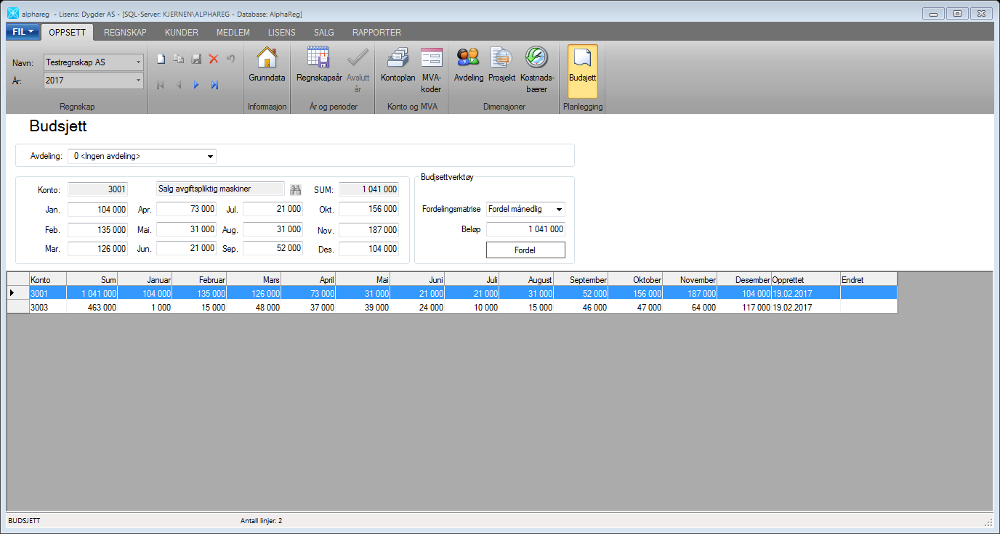 alphareg - Lisens: Dygder AS - [SQL-Server: KJERNEN\ALPHAREG - Database: AlphaReg]
FIL OPPSETT REGNSKAP KUNDER MEDLEM LISENS SALG RAPPORTER
Navn: Testregnskap AS
År: 2017
Regnskap
Grunndata
Informasjon
Regnskapsår Avslutt år
År og perioder
Kontoplan MVA-koder
Konto og MVA
Avdeling Prosjekt Kostnads-bærer
Dimensjoner
Budsjett
Planlegging
Budsjett
Avdeling: 0 <Ingen avdeling>
Konto: 3001 Salg avgiftspliktig maskiner SUM: 1 041 000
Jan. 104 000 Apr. 73 000 Jul. 21 000 Okt. 156 000
Feb. 135 000 Mai. 31 000 Aug. 31 000 Nov. 187 000
Mar. 126 000 Jun. 21 000 Sep. 52 000 Des. 104 000
Budjsettverktøy
Fordelingsmatrise Fordel månedlig
Beløp 1 041 000
Fordel
Konto Sum Januar Februar Mars April Mai Juni Juli August September Oktober November Desember Opprettet Endret
3001 1 041 000 104 000 135 000 126 000 73 000 31 000 21 000 21 000 31 000 52 000 156 000 187 000 104 000 19.02.2017
3003 463 000 1 000 15 000 48 000 37 000 39 000 24 000 10 000 15 000 46 000 47 000 64 000 117 000 19.02.2017
BUDSJETT Antall linjer: 2